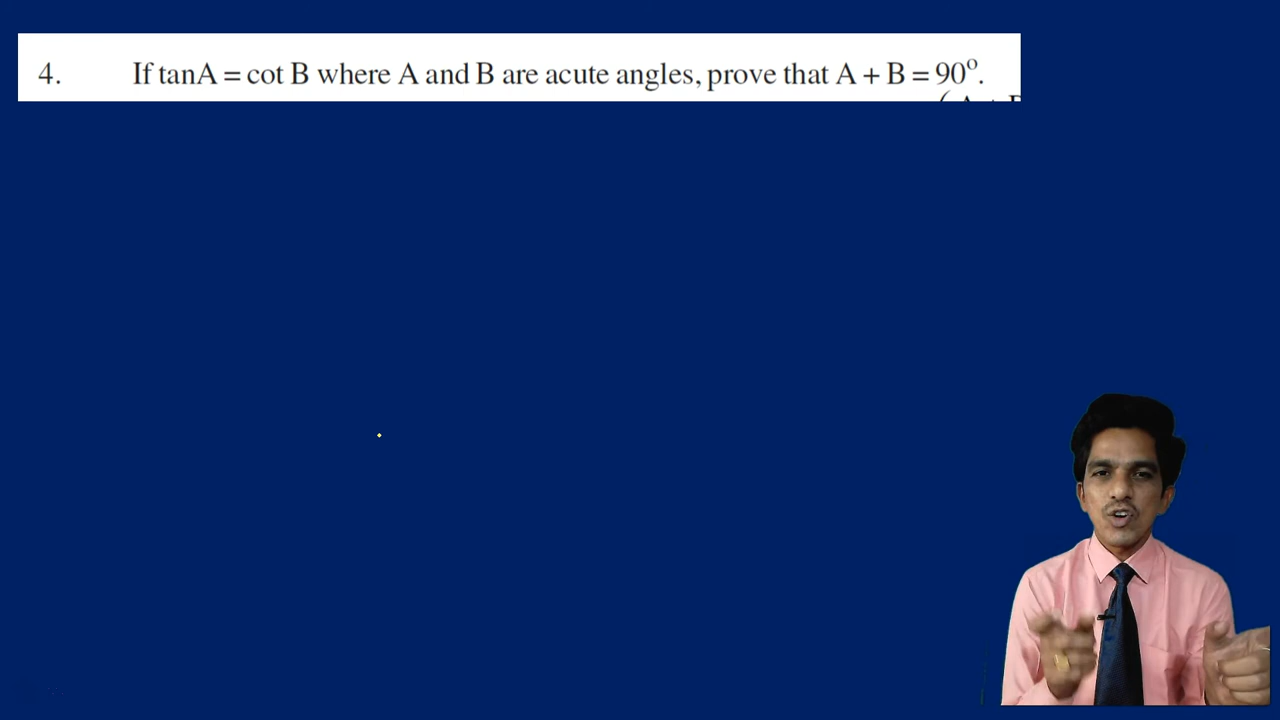 4. If tanA = cot B where A and B are acute angles, prove that A + B = 90°.